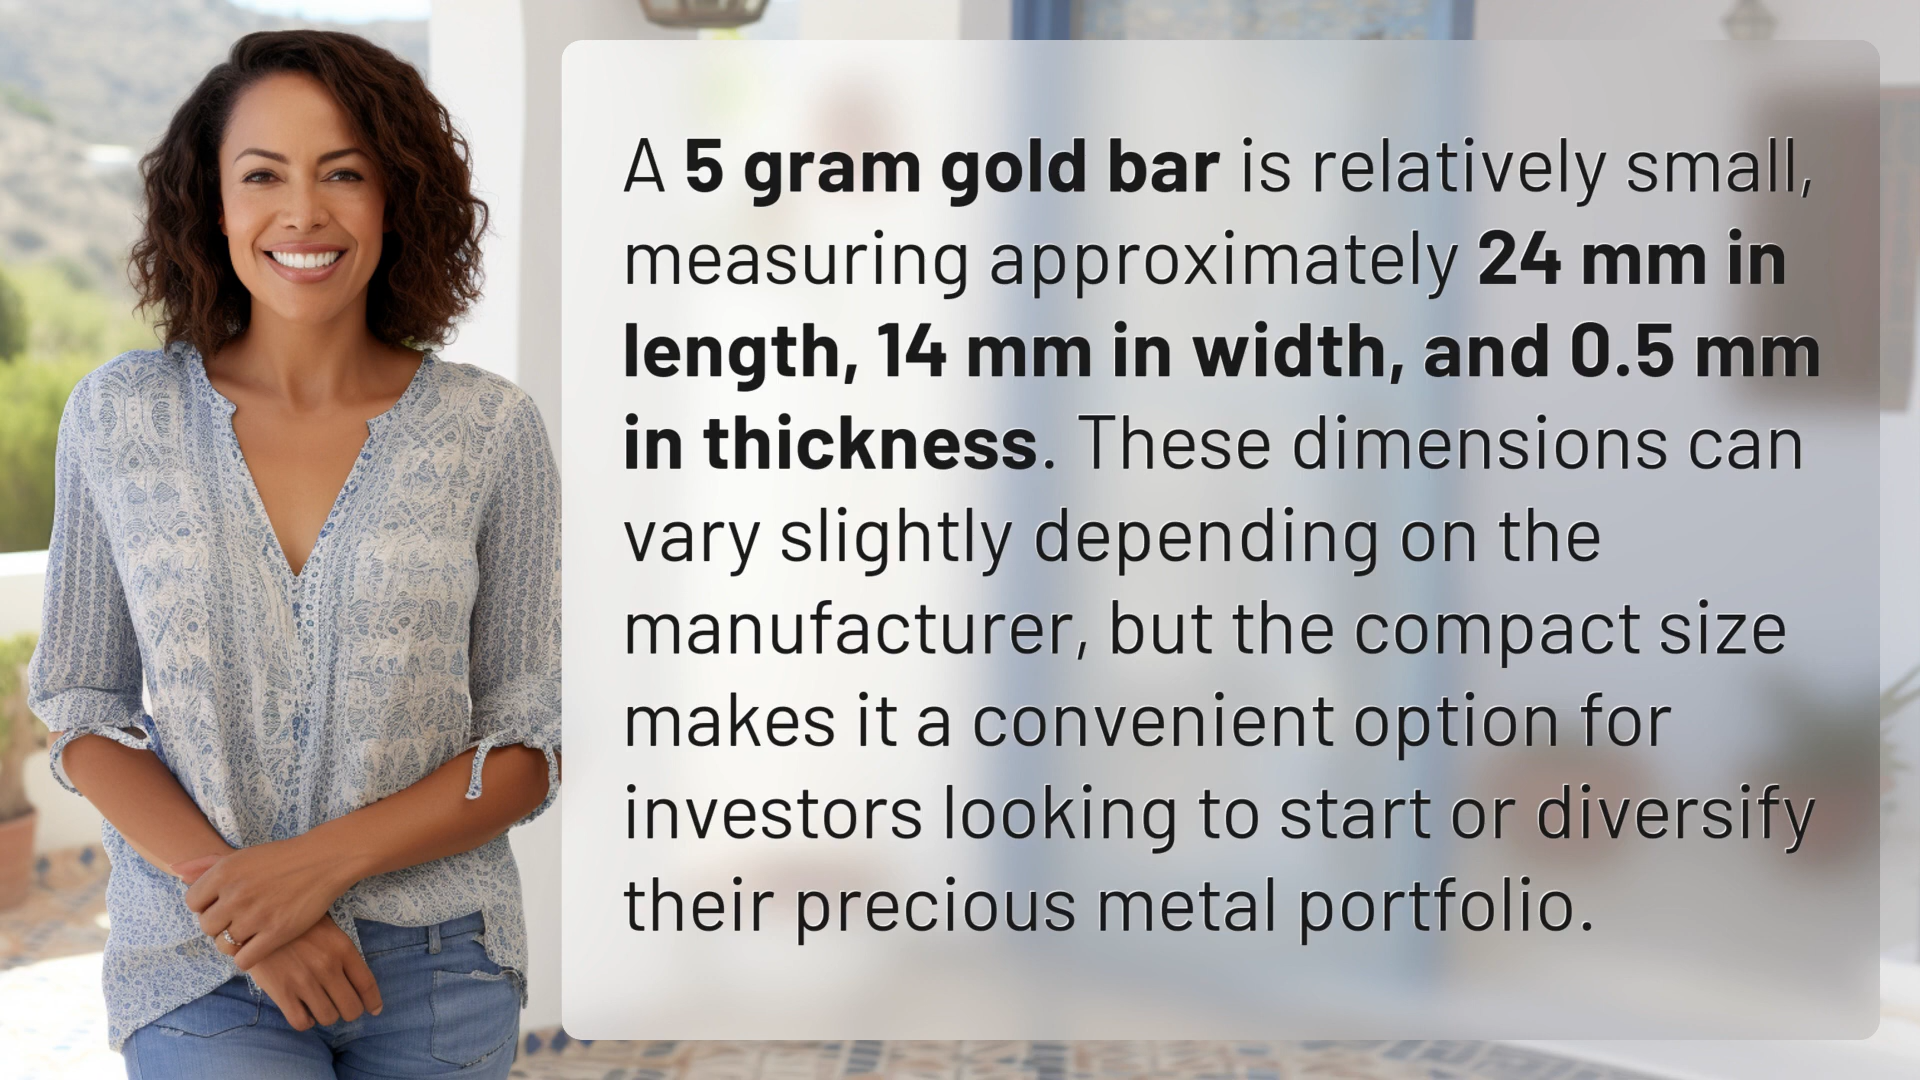 A 5 gram gold bar is relatively small,
measuring approximately 24 mm in
length, 14 mm in width, and 0.5 mm
in thickness. These dimensions can
vary slightly depending on the
manufacturer, but the compact size
makes it a convenient option for
investors looking to start or diversify
their precious metal portfolio.